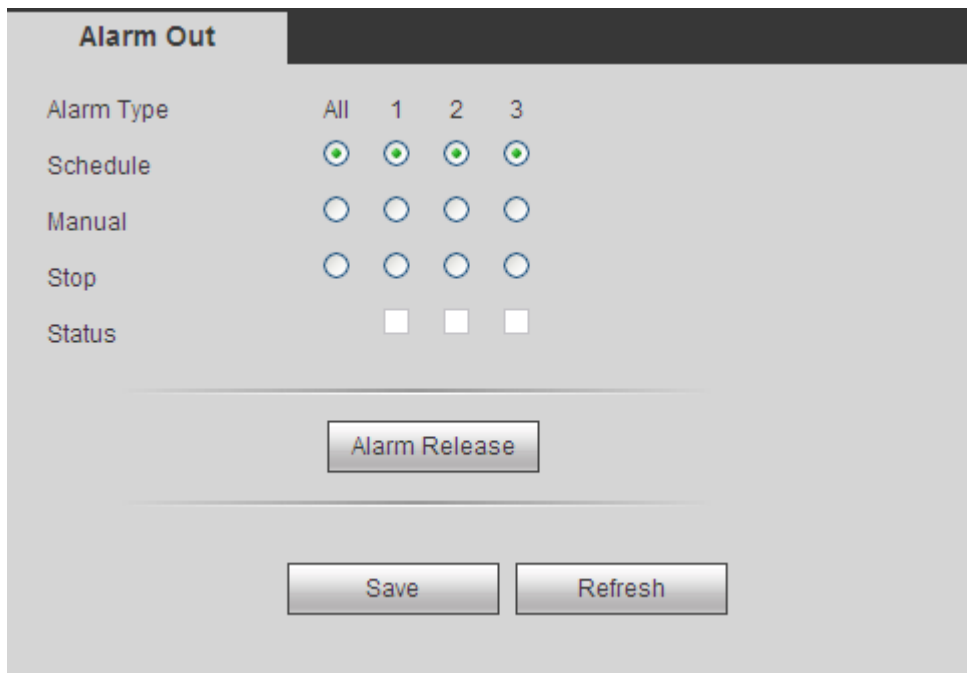 Alarm Out
Alarm Type All 1 2 3
Schedule
Manual
Stop
Status
Alarm Release
Save Refresh